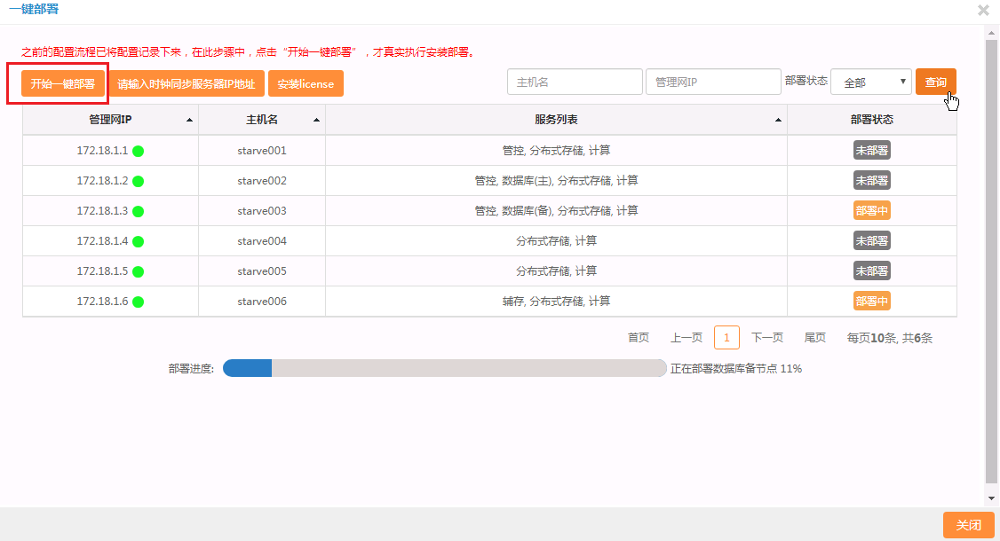 一键部署
之前的配置流程已将配置记录下来，在此步骤中，点击“开始一键部署”，才真实执行安装部署。
开始一键部署 请输入时钟同步服务器IP地址 安装license 主机名 管理网IP 部署状态 全部 查询
管理网IP 主机名 服务列表 部署状态
172.18.1.1 starve001 管控, 分布式存储, 计算 未部署
172.18.1.2 starve002 管控, 数据库(主), 分布式存储, 计算 未部署
172.18.1.3 starve003 管控, 数据库(备), 分布式存储, 计算 部署中
172.18.1.4 starve004 分布式存储, 计算 未部署
172.18.1.5 starve005 分布式存储, 计算 未部署
172.18.1.6 starve006 辅存, 分布式存储, 计算 部署中
首页 上一页 1 下一页 尾页 每页10条, 共6条
部署进度: 正在部署数据库备节点 11%
关闭